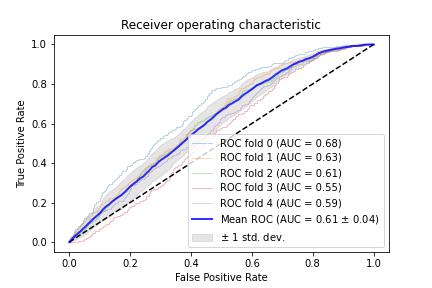 Receiver operating characteristic
True Positive Rate
1.0
0.8
0.6
0.4
0.2
0.0
ROC fold 0 (AUC = 0.68)
ROC fold 1 (AUC = 0.63)
ROC fold 2 (AUC = 0.61)
ROC fold 3 (AUC = 0.55)
ROC fold 4 (AUC = 0.59)
Mean ROC (AUC = 0.61 ± 0.04)
± 1 std. dev.
0.0 0.2 0.4 0.6 0.8 1.0
False Positive Rate